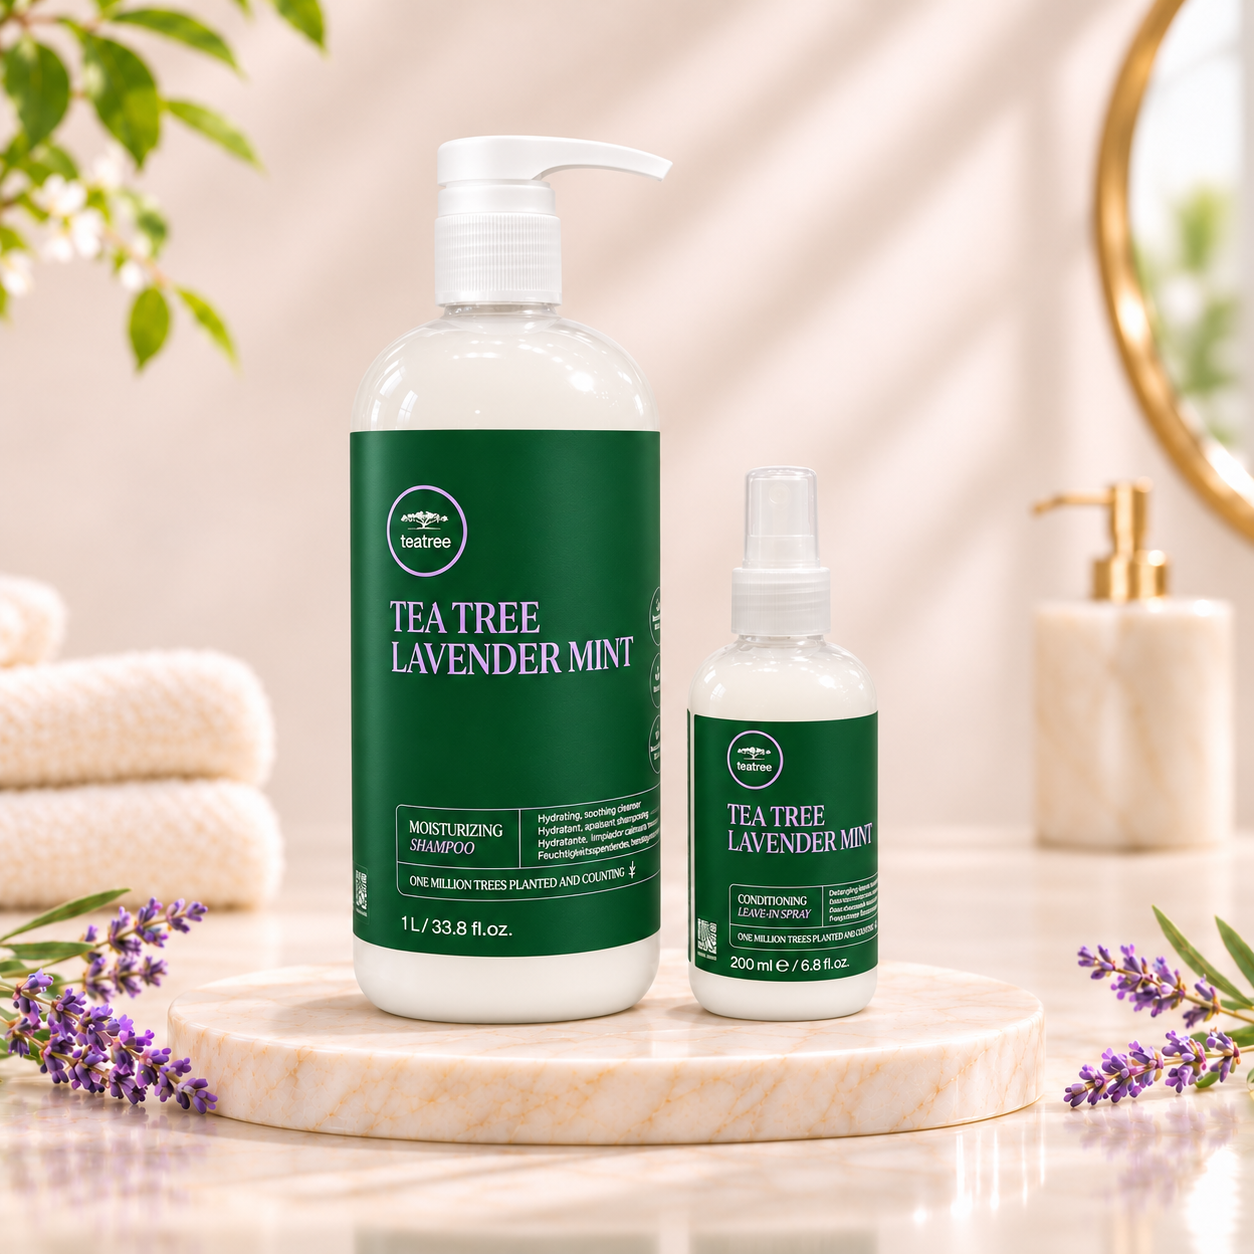 teatree
TEA TREE
LAVENDER MINT
MOISTURIZING
SHAMPOO
Hydrating, soothing cleanser
Hydratant, apaisant shampooing
Hydratante, limpiador calmante
Feuchtigkeitsspendendes,
ONE MILLION TREES PLANTED AND COUNTING
1 L / 33.8 fl.oz.
teatree
TEA TREE
LAVENDER MINT
CONDITIONING
LEAVE-IN SPRAY
Detangling
ONE MILLION TREES PLANTED AND COUNTING
200 ml ℮ / 6.8 fl.oz.